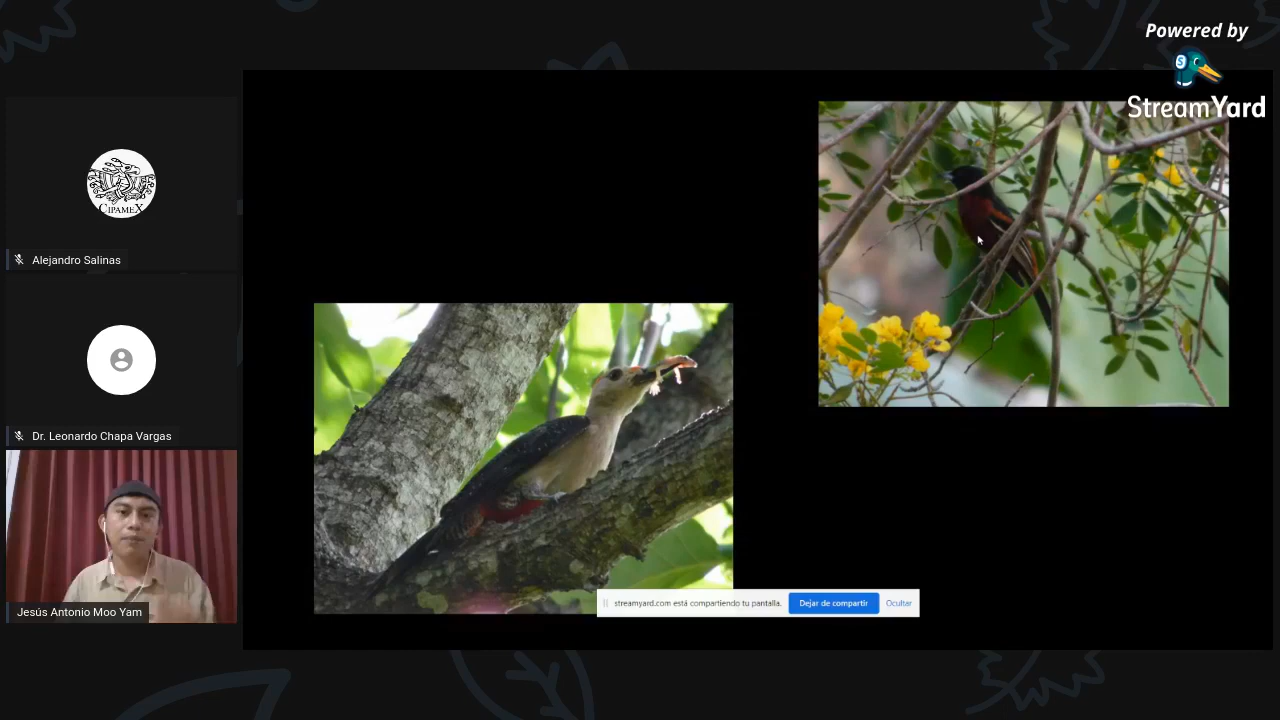 Powered by
StreamYard
CIPAMEX
Alejandro Salinas
Dr. Leonardo Chapa Vargas
Jesús Antonio Moo Yam
streamyard.com está compartiendo tu pantalla.
Dejar de compartir
Ocultar